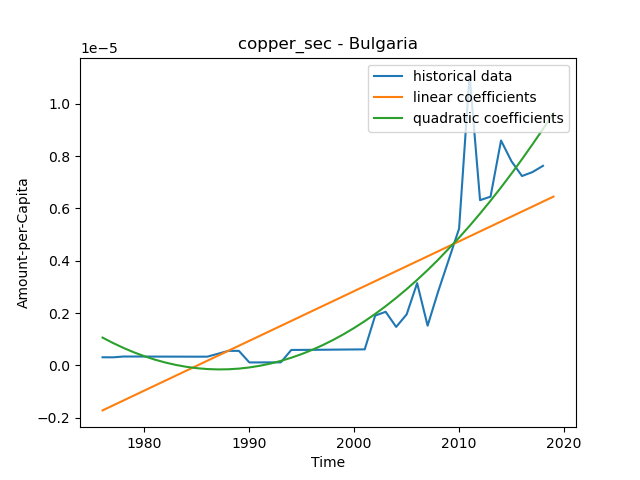 copper_sec - Bulgaria
1e−5
historical data
linear coefficients
quadratic coefficients
1.0
0.8
0.6
0.4
0.2
0.0
−0.2
Amount-per-Capita
1980 1990 2000 2010 2020
Time